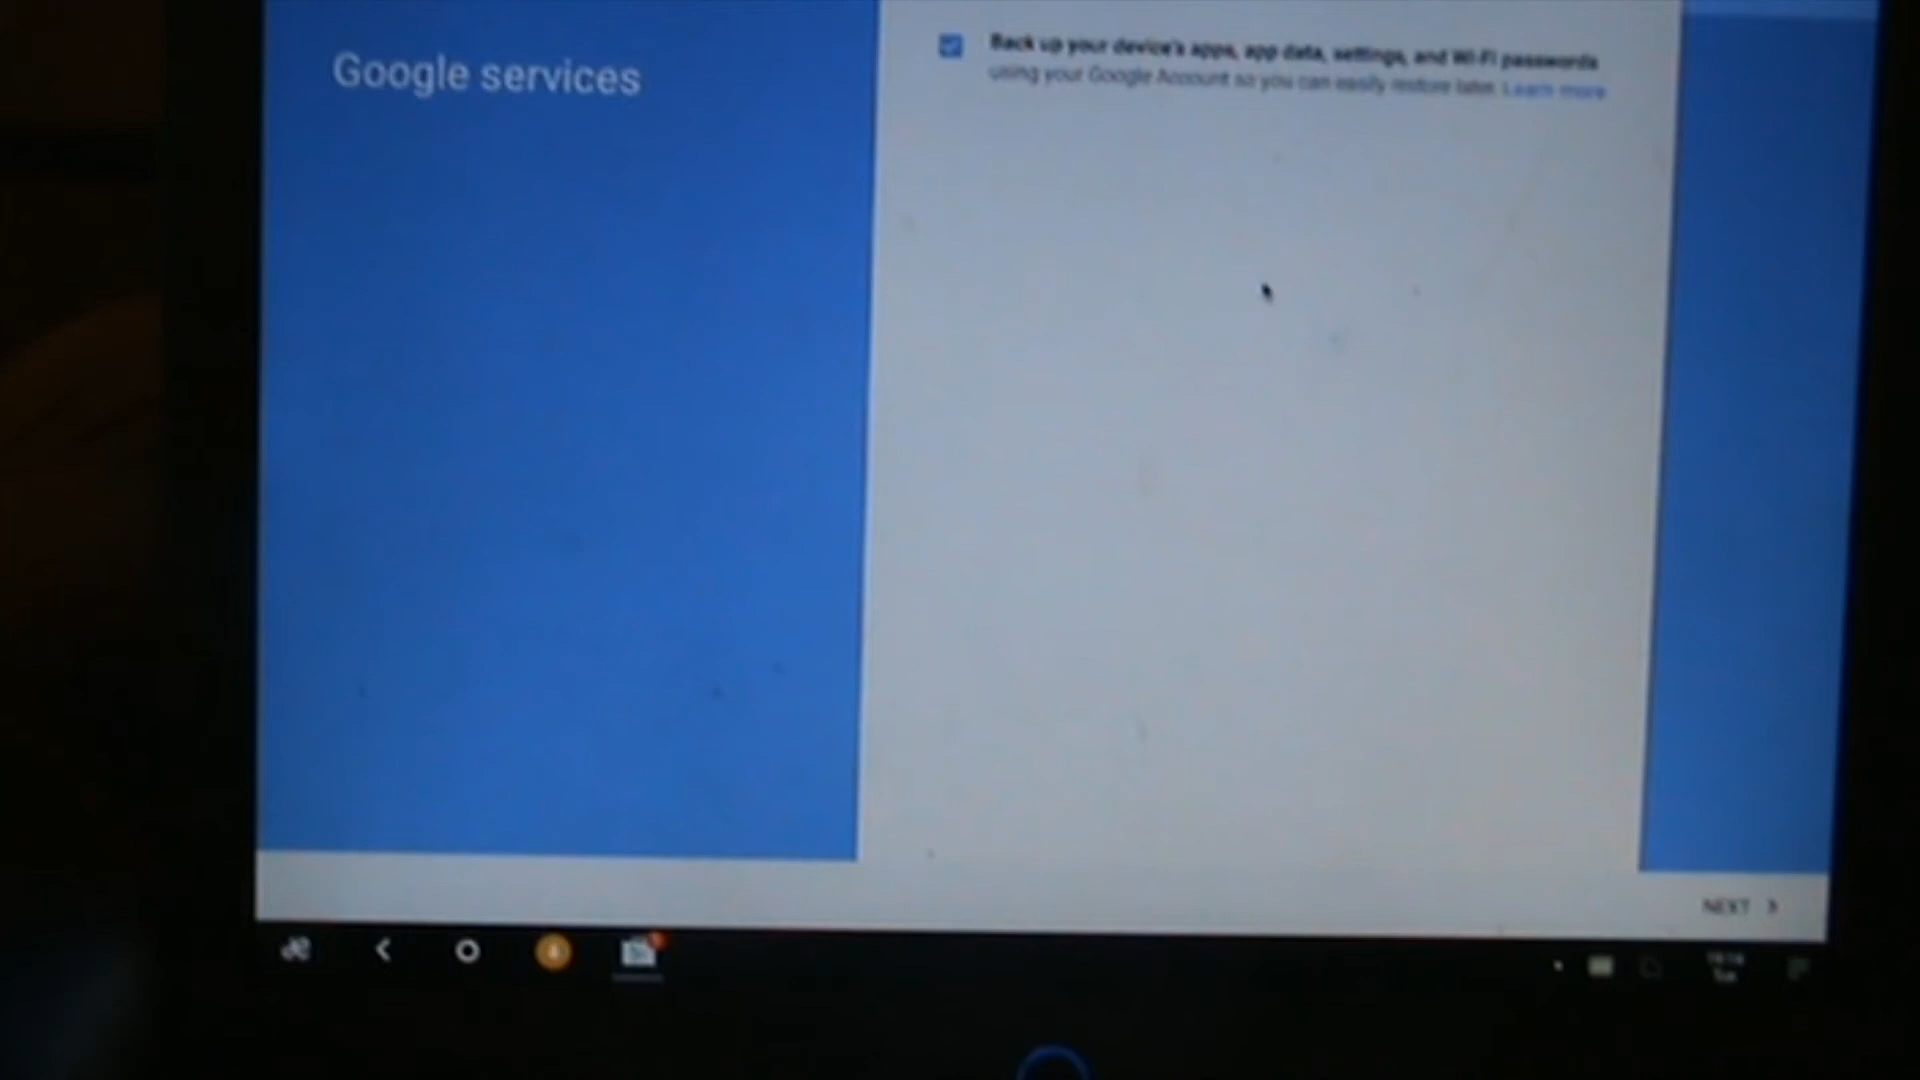 Google services
Back up your device's apps, app data, settings, and Wi-Fi passwords
using your Google Account so you can easily restore later. Learn more
NEXT